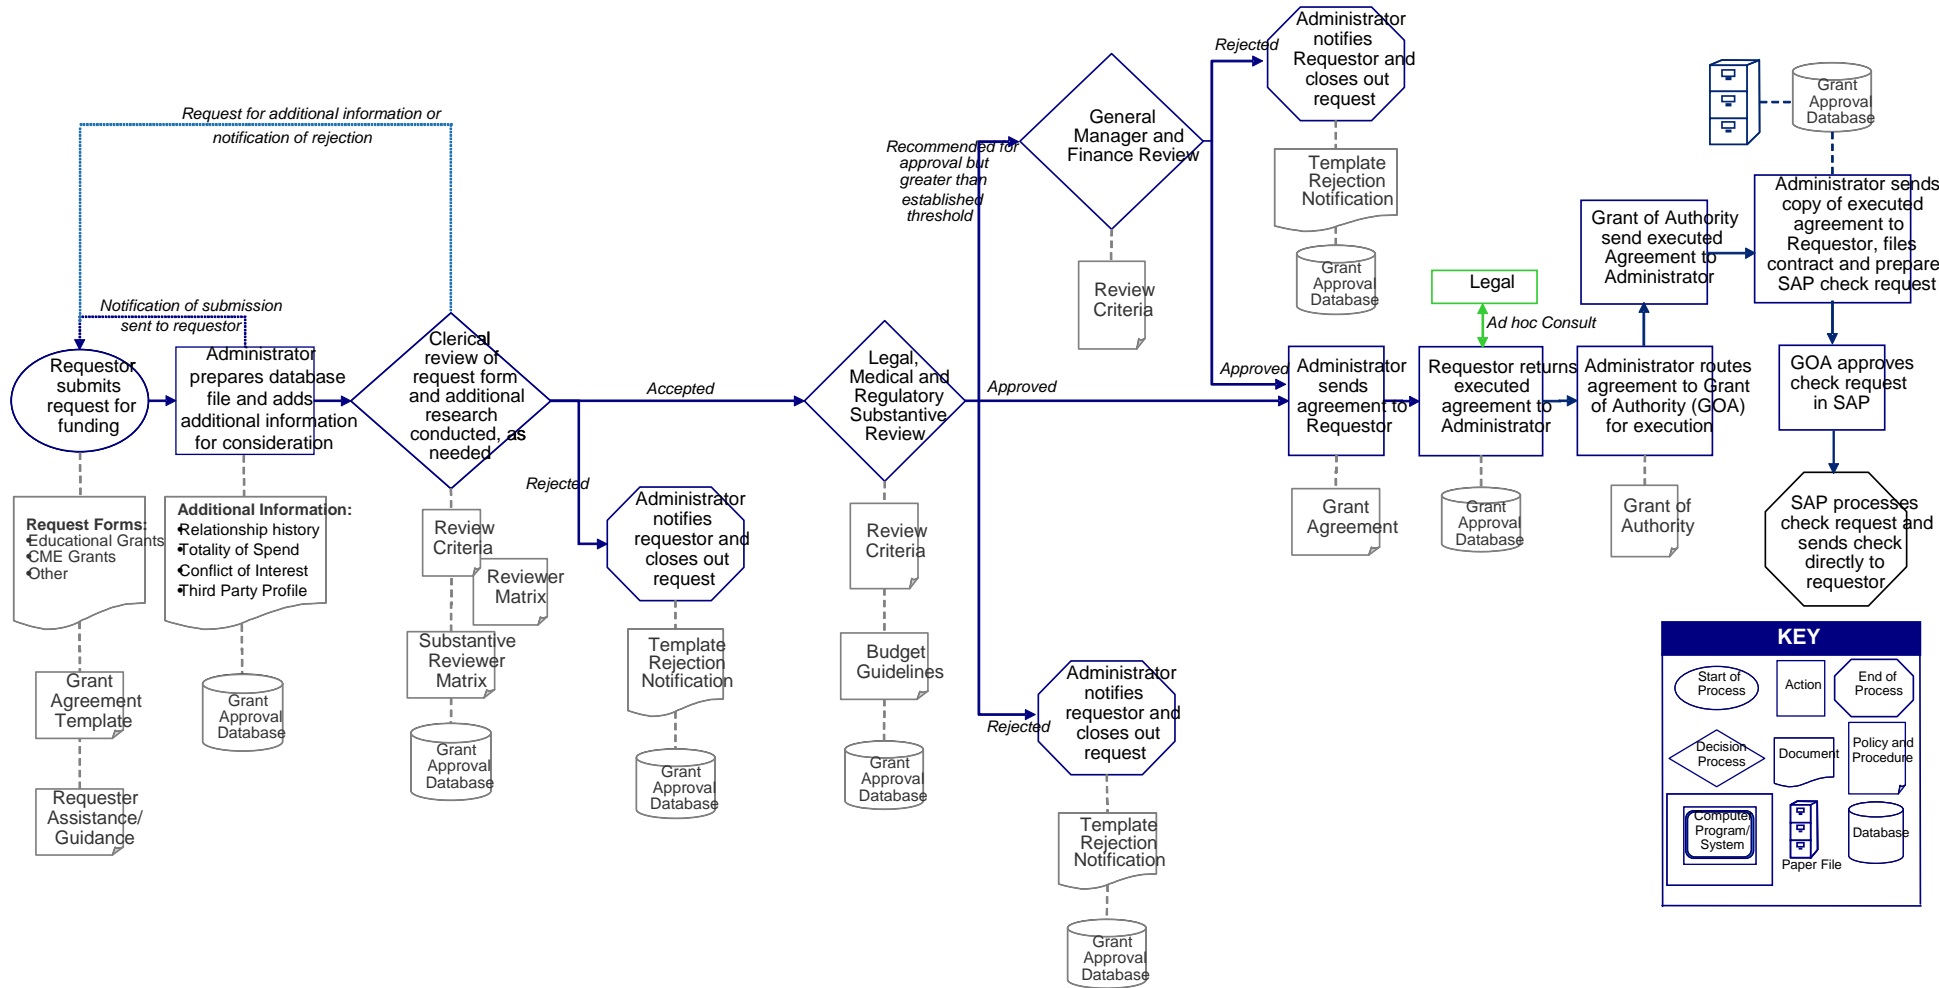 Request for additional information or
notification of rejection
Notification of submission
sent to requestor
Requestor
submits
request for
funding
Administrator
prepares database
file and adds
additional information
for consideration
Clerical
review of
request form
and additional
research
conducted, as
needed
Accepted
Rejected
Administrator
notifies
requestor and
closes out
request
Template
Rejection
Notification
Grant
Approval
Database
Request Forms:
•Educational Grants
•CME Grants
•Other
Grant
Agreement
Template
Requester
Assistance/
Guidance
Additional Information:
•Relationship history
•Totality of Spend
•Conflict of Interest
•Third Party Profile
Grant
Approval
Database
Review
Criteria
Reviewer
Matrix
Substantive
Reviewer
Matrix
Grant
Approval
Database
Legal,
Medical and
Regulatory
Substantive
Review
Review
Criteria
Budget
Guidelines
Grant
Approval
Database
Recommended for
approval but
greater than
established
threshold
Approved
Rejected
Administrator
notifies
requestor and
closes out
request
Template
Rejection
Notification
Grant
Approval
Database
General
Manager and
Finance Review
Review
Criteria
Rejected
Approved
Administrator
notifies
Requestor and
closes out
request
Template
Rejection
Notification
Grant
Approval
Database
Administrator
sends
agreement to
Requestor
Grant
Agreement
Legal
Ad hoc Consult
Requestor returns
executed
agreement to
Administrator
Grant
Approval
Database
Administrator routes
agreement to Grant
of Authority (GOA)
for execution
Grant of
Authority
Grant of Authority
send executed
Agreement to
Administrator
Grant
Approval
Database
Administrator sends
copy of executed
agreement to
Requestor, files
contract and prepare
SAP check request
GOA approves
check request
in SAP
SAP processes
check request and
sends check
directly to
requestor
KEY
Start of
Process
Action
End of
Process
Decision
Process
Document
Policy and
Procedure
Computer
Program/
System
Paper File
Database